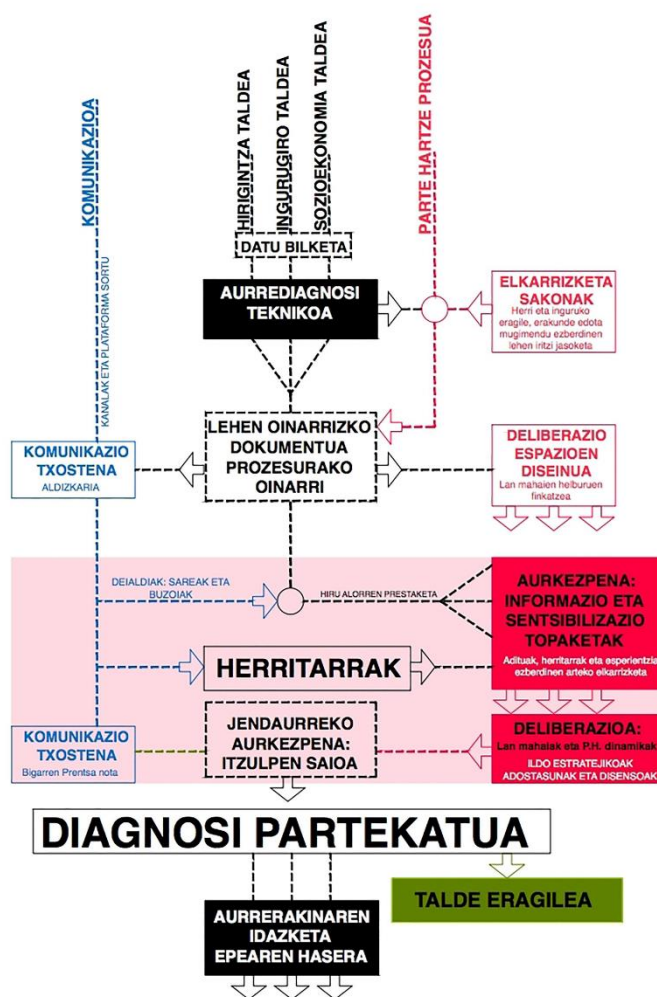 KOMUNIKAZIOA
KANALAK ETA PLATAFORMA SORTU
HIRIGINTZA TALDEA
INGURUGIRO TALDEA
SOZIOEKONOMIA TALDEA
PARTE HARTZE PROZESUA
DATU BILKETA
AURREDIAGNOSI
TEKNIKOA
ELKARRIZKETA
SAKONAK
Herri eta inguruko
eragile, erakunde edota
mugimendu ezberdinen
lehen iritzi jasoketa
LEHEN OINARRIZKO
DOKUMENTUA
PROZESURAKO
OINARRI
KOMUNIKAZIO
TXOSTENA
ALDIZKARIA
DELIBERAZIO
ESPAZIOEN
DISEINUA
Lan mahaien helburuen
finkatzea
DEIALDIAK: SAREAK ETA
BUZOIAK
HIRU ALORREN PRESTAKETA
AURKEZPENA:
INFORMAZIO ETA
SENTSIBILIZAZIO
TOPAKETAK
Adituak, herritarrak eta esperientzia
ezberdinen arteko elkarrizketa
HERRITARRAK
KOMUNIKAZIO
TXOSTENA
Bigarren Prentsa nota
JENDAURREKO
AURKEZPENA:
ITZULPEN SAIOA
DELIBERAZIOA:
Lan mahaiak eta P.H. dinamikak
ILDO ESTRATEJIKOAK
ADOSTASUNAK ETA DISENSOAK
DIAGNOSI PARTEKATUA
TALDE ERAGILEA
AURRERAKINAREN
IDAZKETA
EPEAREN HASERA